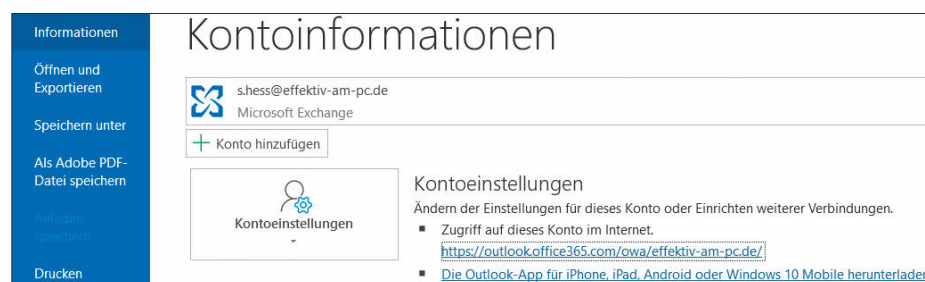 Informationen
Öffnen und
Exportieren
Speichern unter
Als Adobe PDF-
Datei speichern
Anlagen
speichern
Drucken
Kontoinformationen
s.hess@effektiv-am-pc.de
Microsoft Exchange
Konto hinzufügen
Kontoeinstellungen
Kontoeinstellungen
Ändern der Einstellungen für dieses Konto oder Einrichten weiterer Verbindungen.
Zugriff auf dieses Konto im Internet.
https://outlook.office365.com/owa/effektiv-am-pc.de/
Die Outlook-App für iPhone, iPad, Android oder Windows 10 Mobile herunterladen